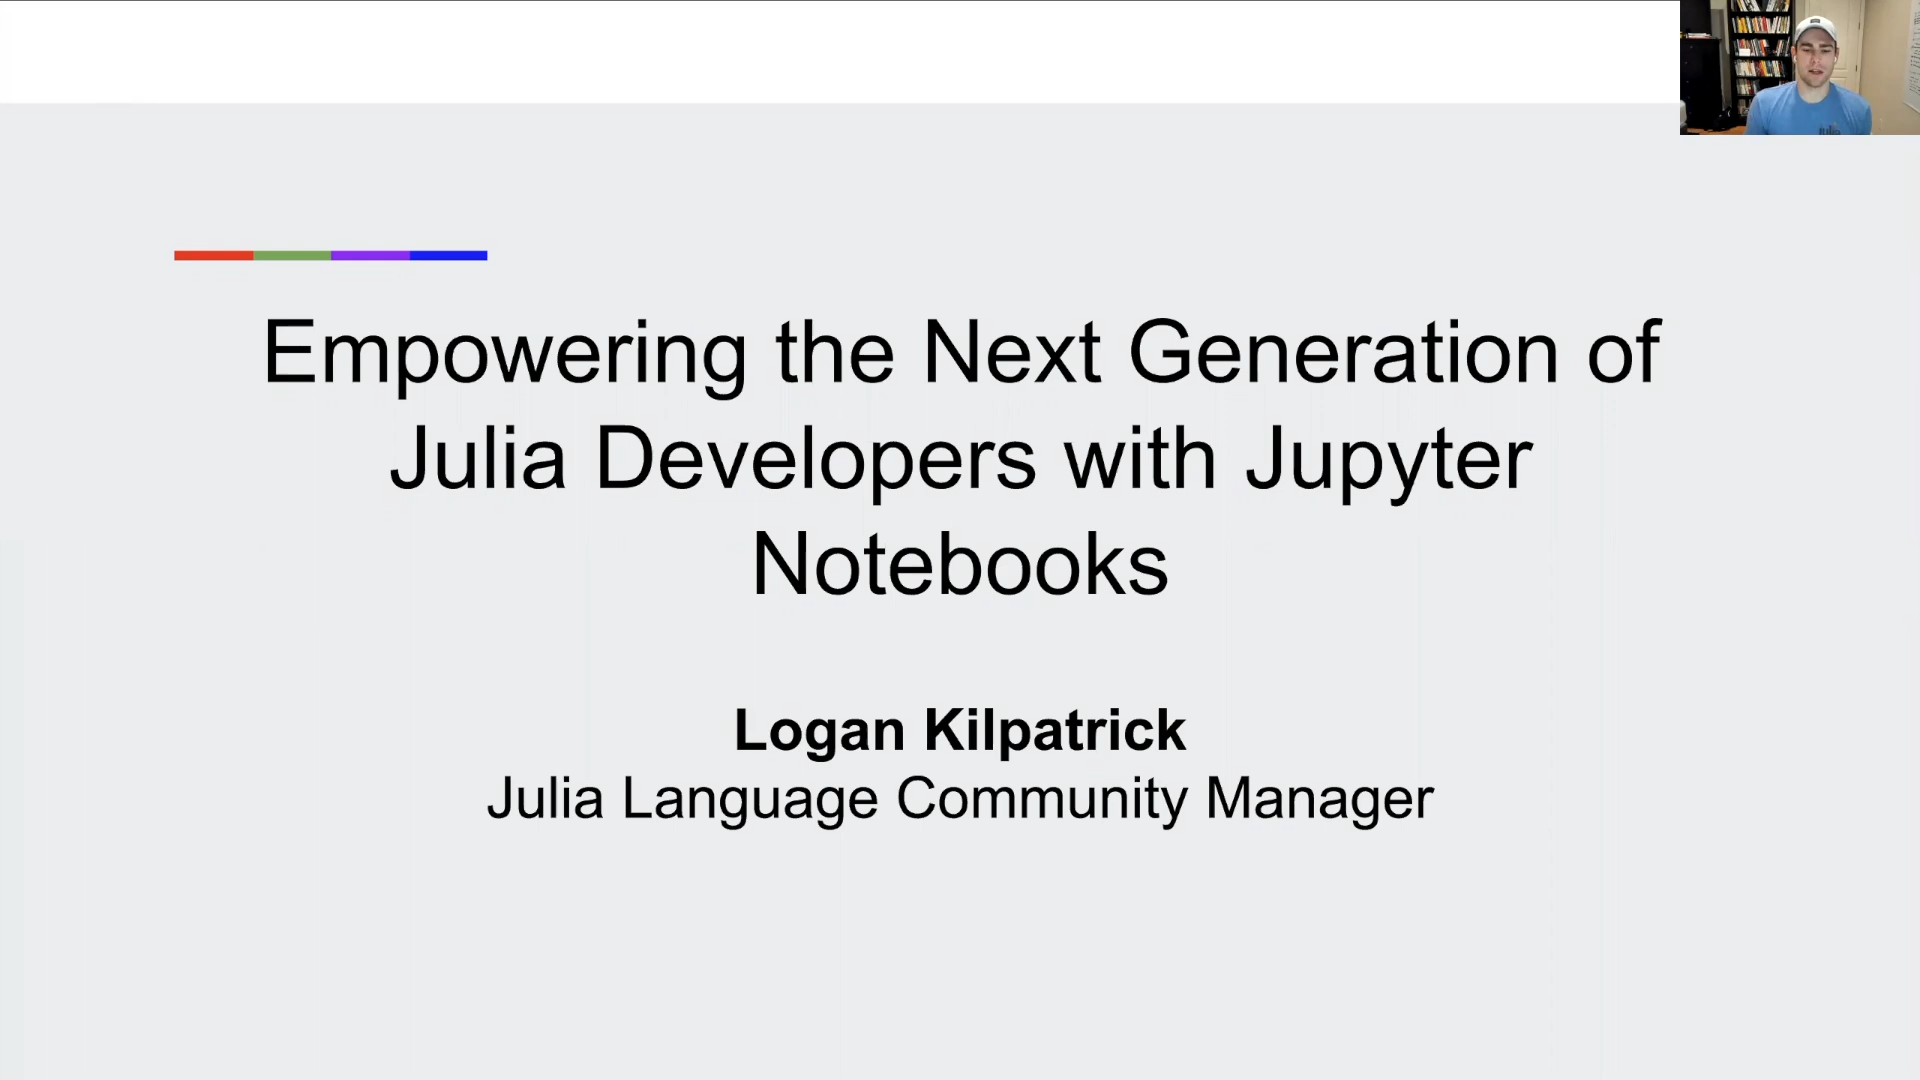 Empowering the Next Generation of
Julia Developers with Jupyter
Notebooks
Logan Kilpatrick
Julia Language Community Manager